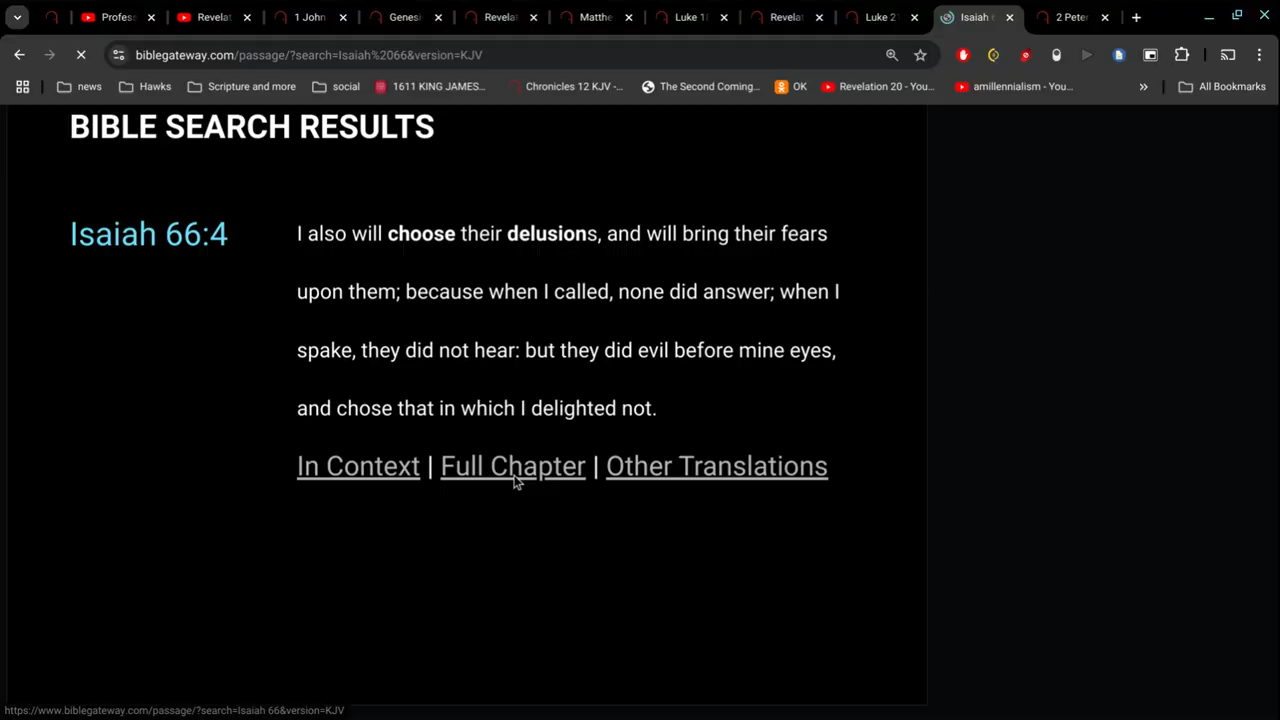 Profess
Revelat
1 John
Genesi
Revelat
Matthe
Luke 1
Revela
Luke 2
Isaiah
2 Peter
biblegateway.com/passage/?search=Isaiah%2066&version=KJV
news
Hawks
Scripture and more
social
1611 KING JAMES...
Chronicles 12 KJV -...
The Second Coming...
OK
Revelation 20 - You...
amillennialism - You...
»
All Bookmarks
BIBLE SEARCH RESULTS
Isaiah 66:4
I also will choose their delusions, and will bring their fears
upon them; because when I called, none did answer; when I
spake, they did not hear: but they did evil before mine eyes,
and chose that in which I delighted not.
In Context | Full Chapter | Other Translations
https://www.biblegateway.com/passage/?search=Isaiah 66&version=KJV